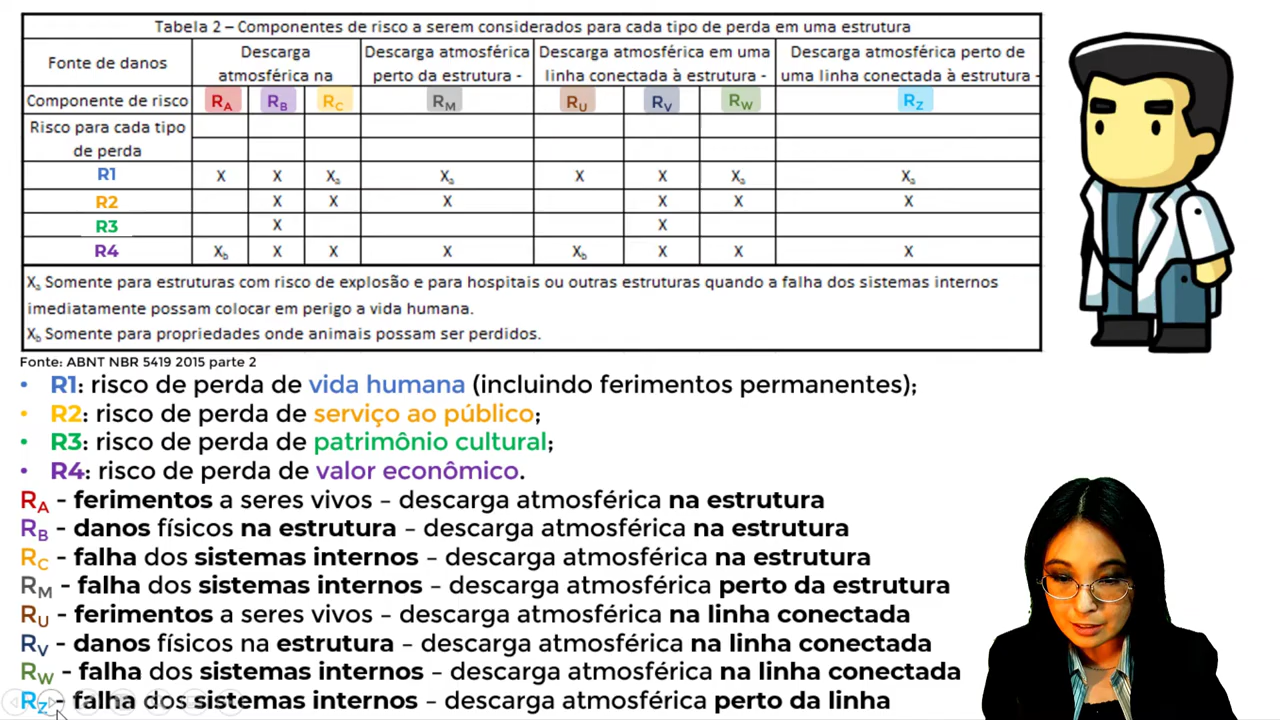 Tabela 2 – Componentes de risco a serem considerados para cada tipo de perda em uma estrutura
Fonte de danos
Descarga atmosférica na
Descarga atmosférica perto da estrutura -
Descarga atmosférica em uma linha conectada à estrutura -
Descarga atmosférica perto de uma linha conectada à estrutura -
Componente de risco RA RB RC RM RU RV RW RZ
Risco para cada tipo de perda
R1 X X Xa Xa X X Xa Xa
R2 X X X X X X
R3 X X
R4 Xb X X X Xb X X X
Xa Somente para estruturas com risco de explosão e para hospitais ou outras estruturas quando a falha dos sistemas internos
imediatamente possam colocar em perigo a vida humana.
Xb Somente para propriedades onde animais possam ser perdidos.
Fonte: ABNT NBR 5419 2015 parte 2
• R1: risco de perda de vida humana (incluindo ferimentos permanentes);
• R2: risco de perda de serviço ao público;
• R3: risco de perda de patrimônio cultural;
• R4: risco de perda de valor econômico.
RA - ferimentos a seres vivos – descarga atmosférica na estrutura
RB - danos físicos na estrutura – descarga atmosférica na estrutura
RC - falha dos sistemas internos – descarga atmosférica na estrutura
RM - falha dos sistemas internos – descarga atmosférica perto da estrutura
RU - ferimentos a seres vivos – descarga atmosférica na linha conectada
RV - danos físicos na estrutura – descarga atmosférica na linha conectada
RW - falha dos sistemas internos – descarga atmosférica na linha conectada
RZ - falha dos sistemas internos – descarga atmosférica perto da linha